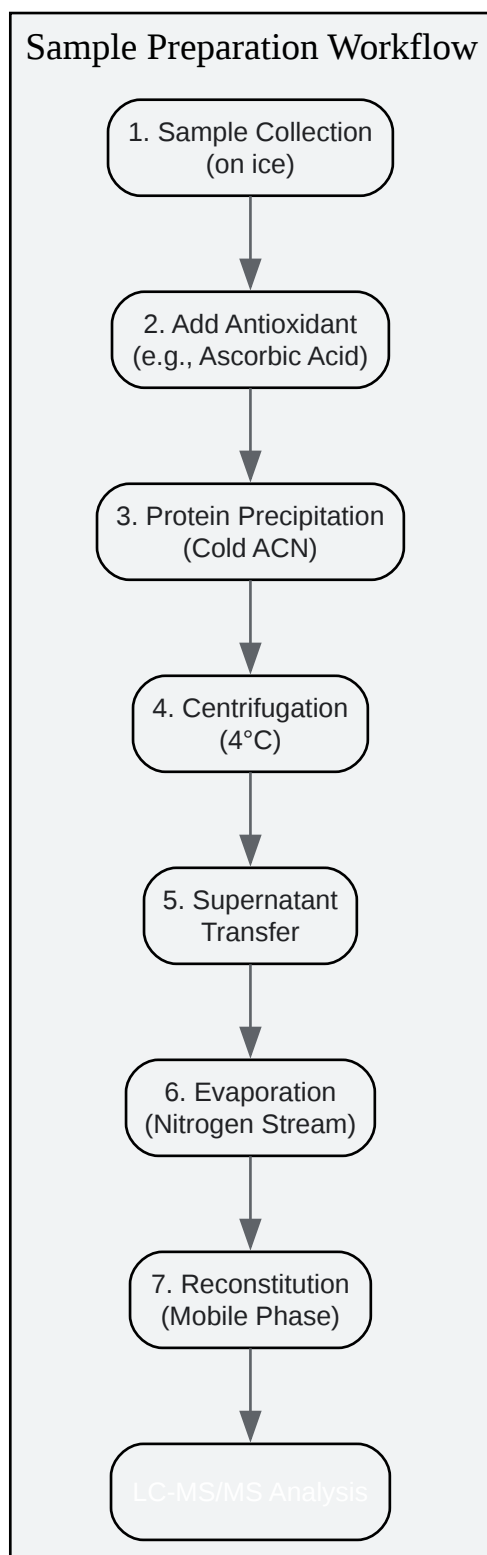 Sample Preparation Workflow
1. Sample Collection
(on ice)
2. Add Antioxidant
(e.g., Ascorbic Acid)
3. Protein Precipitation
(Cold ACN)
4. Centrifugation
(4°C)
5. Supernatant
Transfer
6. Evaporation
(Nitrogen Stream)
7. Reconstitution
(Mobile Phase)
LC-MS/MS Analysis